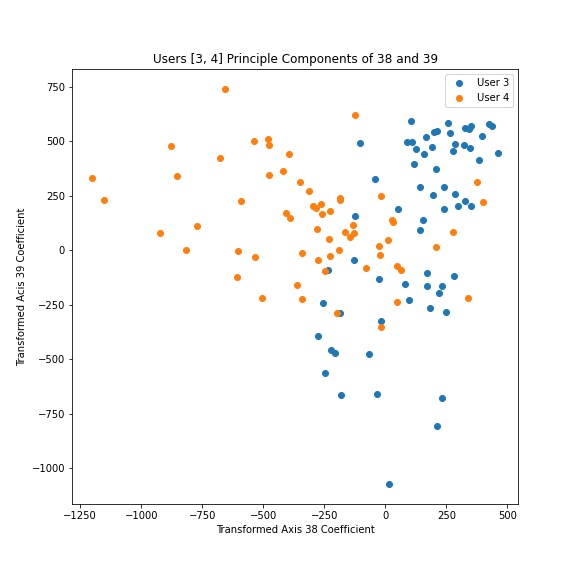 Users [3, 4] Principle Components of 38 and 39
User 3
User 4
750
500
250
0
−250
−500
−750
−1000
Transformed Acis 39 Coefficient
−1250 −1000 −750 −500 −250 0 250 500
Transformed Axis 38 Coefficient